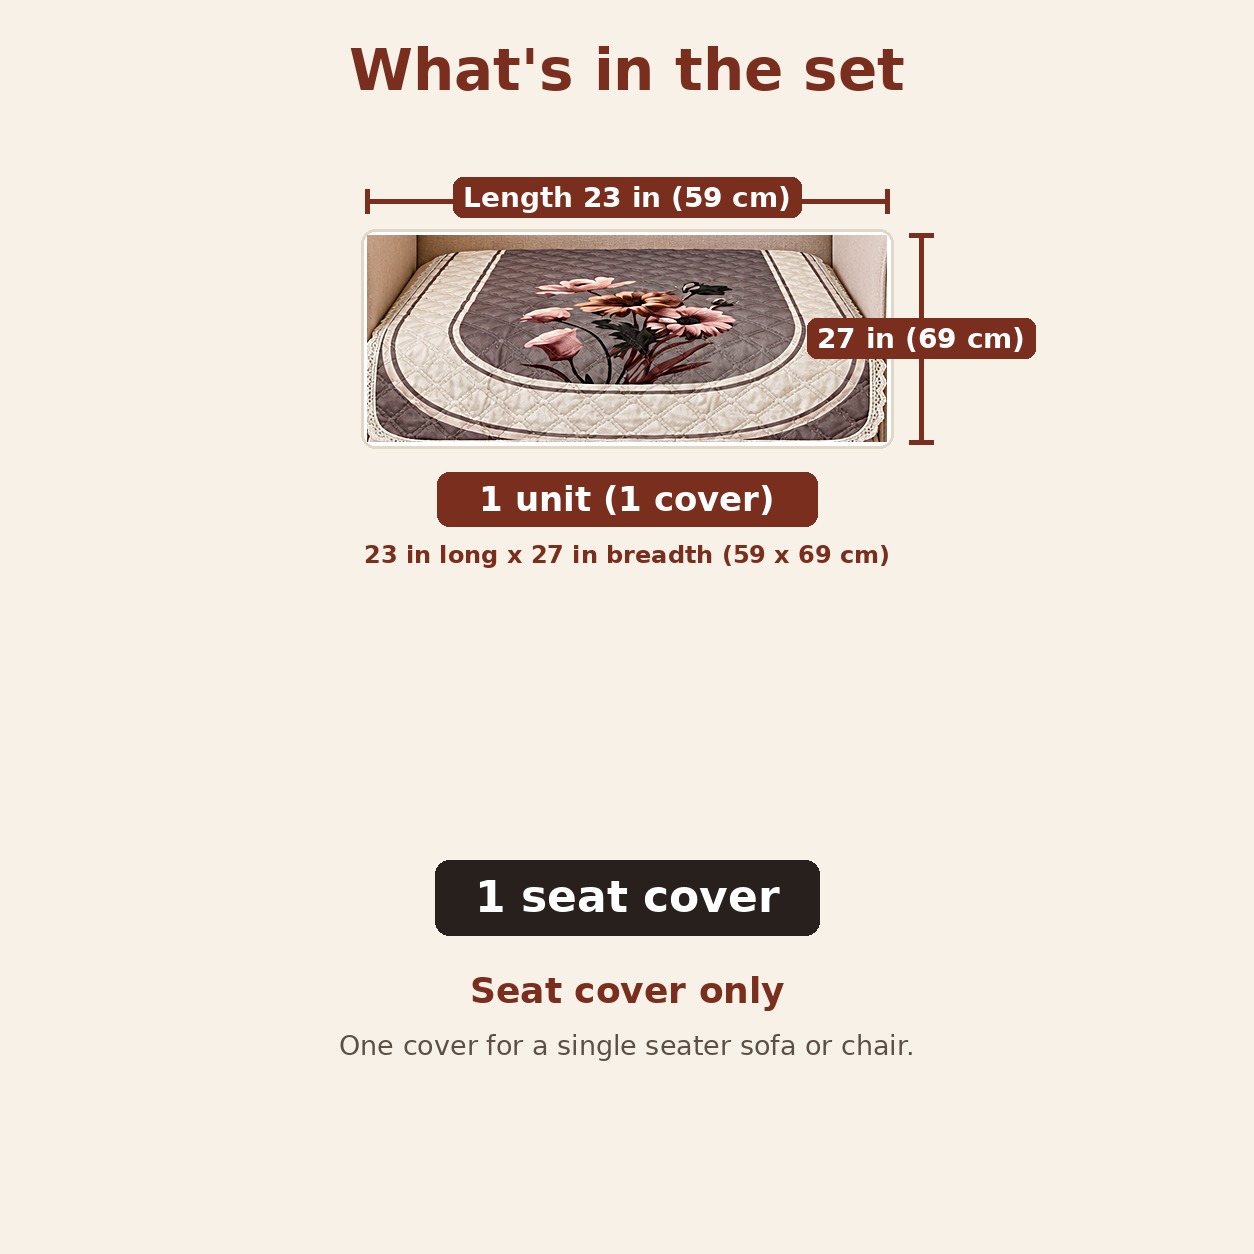 What's in the set
Length 23 in (59 cm)
27 in (69 cm)
1 unit (1 cover)
23 in long x 27 in breadth (59 x 69 cm)
1 seat cover
Seat cover only
One cover for a single seater sofa or chair.